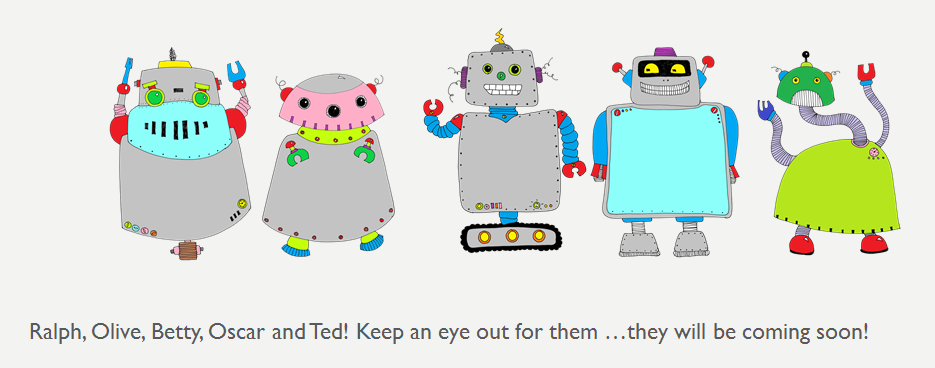 Ralph, Olive, Betty, Oscar and Ted! Keep an eye out for them ...they will be coming soon!